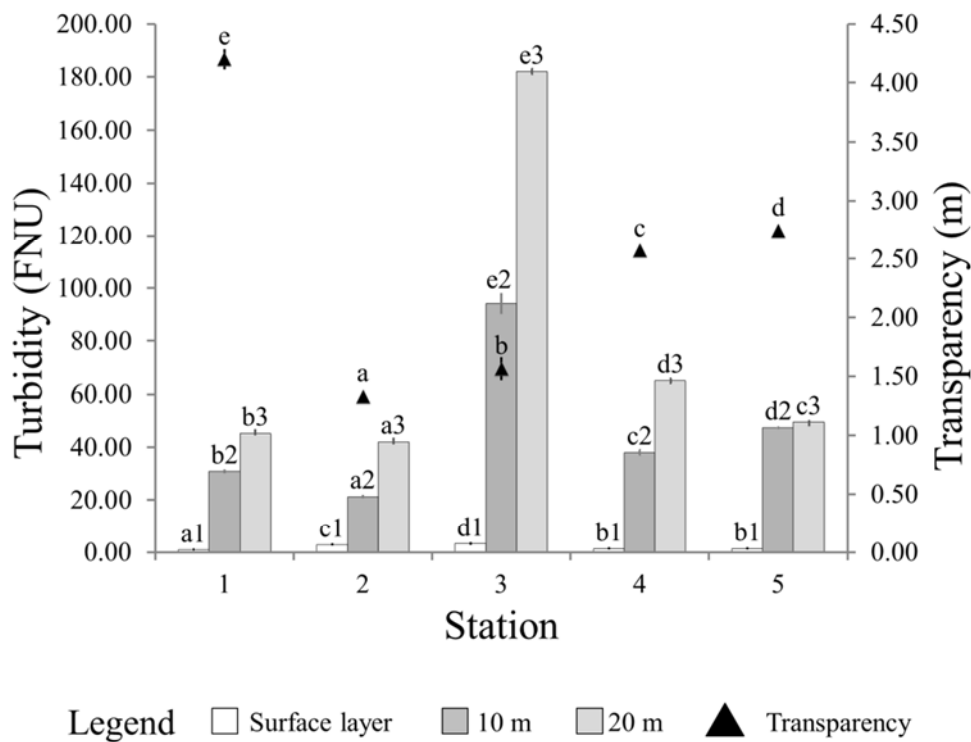 200.00
180.00
160.00
140.00
120.00
100.00
80.00
60.00
40.00
20.00
0.00
Turbidity (FNU)
e
a1
b2
b3
a
c1
a2
a3
e3
e2
b
d1
c
d3
c2
b1
d
d2
c3
b1
4.50
4.00
3.50
3.00
2.50
2.00
1.50
1.00
0.50
0.00
Transparency (m)
1 2 3 4 5
Station
Legend Surface layer 10 m 20 m Transparency